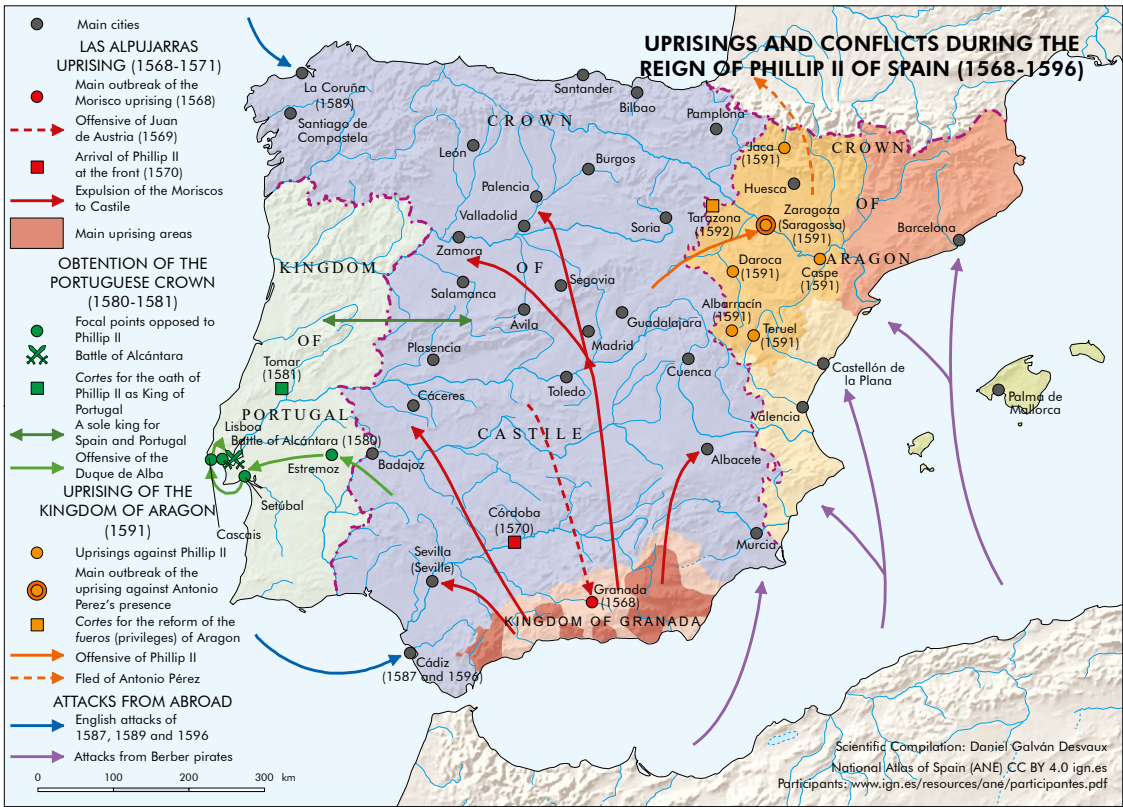 UPRISINGS AND CONFLICTS DURING THE
REIGN OF PHILLIP II OF SPAIN (1568-1596)
Main cities
LAS ALPUJARRAS
UPRISING (1568-1571)
Main outbreak of the
Morisco uprising (1568)
Offensive of Juan
de Austria (1569)
Arrival of Phillip II
at the front (1570)
Expulsion of the Moriscos
to Castile
Main uprising areas
OBTENTION OF THE
PORTUGUESE CROWN
(1580-1581)
Focal points opposed to
Phillip II
Battle of Alcántara
Cortes for the oath of
Phillip II as King of
Portugal
A sole king for
Spain and Portugal
Offensive of the
Duque de Alba
UPRISING OF THE
KINGDOM OF ARAGON
(1591)
Uprisings against Phillip II
Main outbreak of the
uprising against Antonio
Perez's presence
Cortes for the reform of the
fueros (privileges) of Aragon
Offensive of Phillip II
Fled of Antonio Pérez
ATTACKS FROM ABROAD
English attacks of
1587, 1589 and 1596
Attacks from Berber pirates
0 100 200 300 km
La Coruña
(1589)
Santiago de
Compostela
Santander
Bilbao
Pamplona
CROWN
León
Burgos
Palencia
Valladolid
Zamora
Soria
OF
Salamanca
Segovia
Ávila
Guadalajara
Madrid
Plasencia
Cuenca
Toledo
Cáceres
CASTILE
Badajoz
Albacete
Córdoba
(1570)
Sevilla
(Seville)
Murcia
Granada
(1568)
KINGDOM OF GRANADA
Cádiz
(1587 and 1596)
KINGDOM
OF
PORTUGAL
Tomar
(1581)
Lisboa
Battle of Alcántara (1580)
Estremoz
Setúbal
Cascais
Jaca
(1591)
CROWN
OF
ARAGON
Huesca
Tarazona
(1592)
Zaragoza
(Saragossa)
(1591)
Barcelona
Daroca
(1591)
Caspe
(1591)
Albarracín
(1591)
Teruel
(1591)
Castellón de
la Plana
Valencia
Palma de
Mallorca
Scientific Compilation: Daniel Galván Desvaux
National Atlas of Spain (ANE) CC BY 4.0 ign.es
Participants: www.ign.es/resources/ane/participantes.pdf